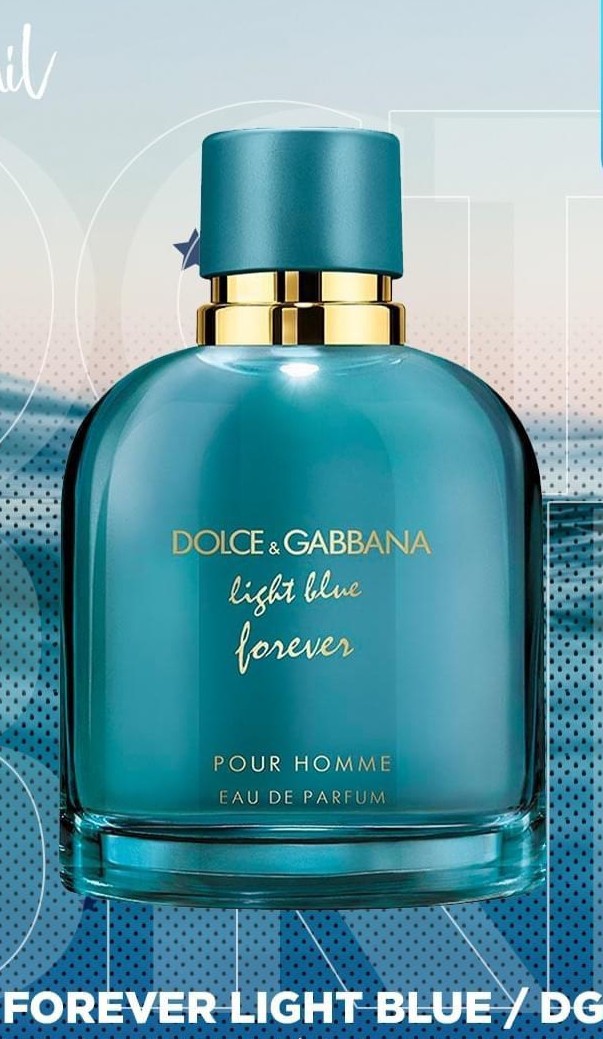 DOLCE & GABBANA
light blue
forever
POUR HOMME
EAU DE PARFUM
FOREVER LIGHT BLUE / DG